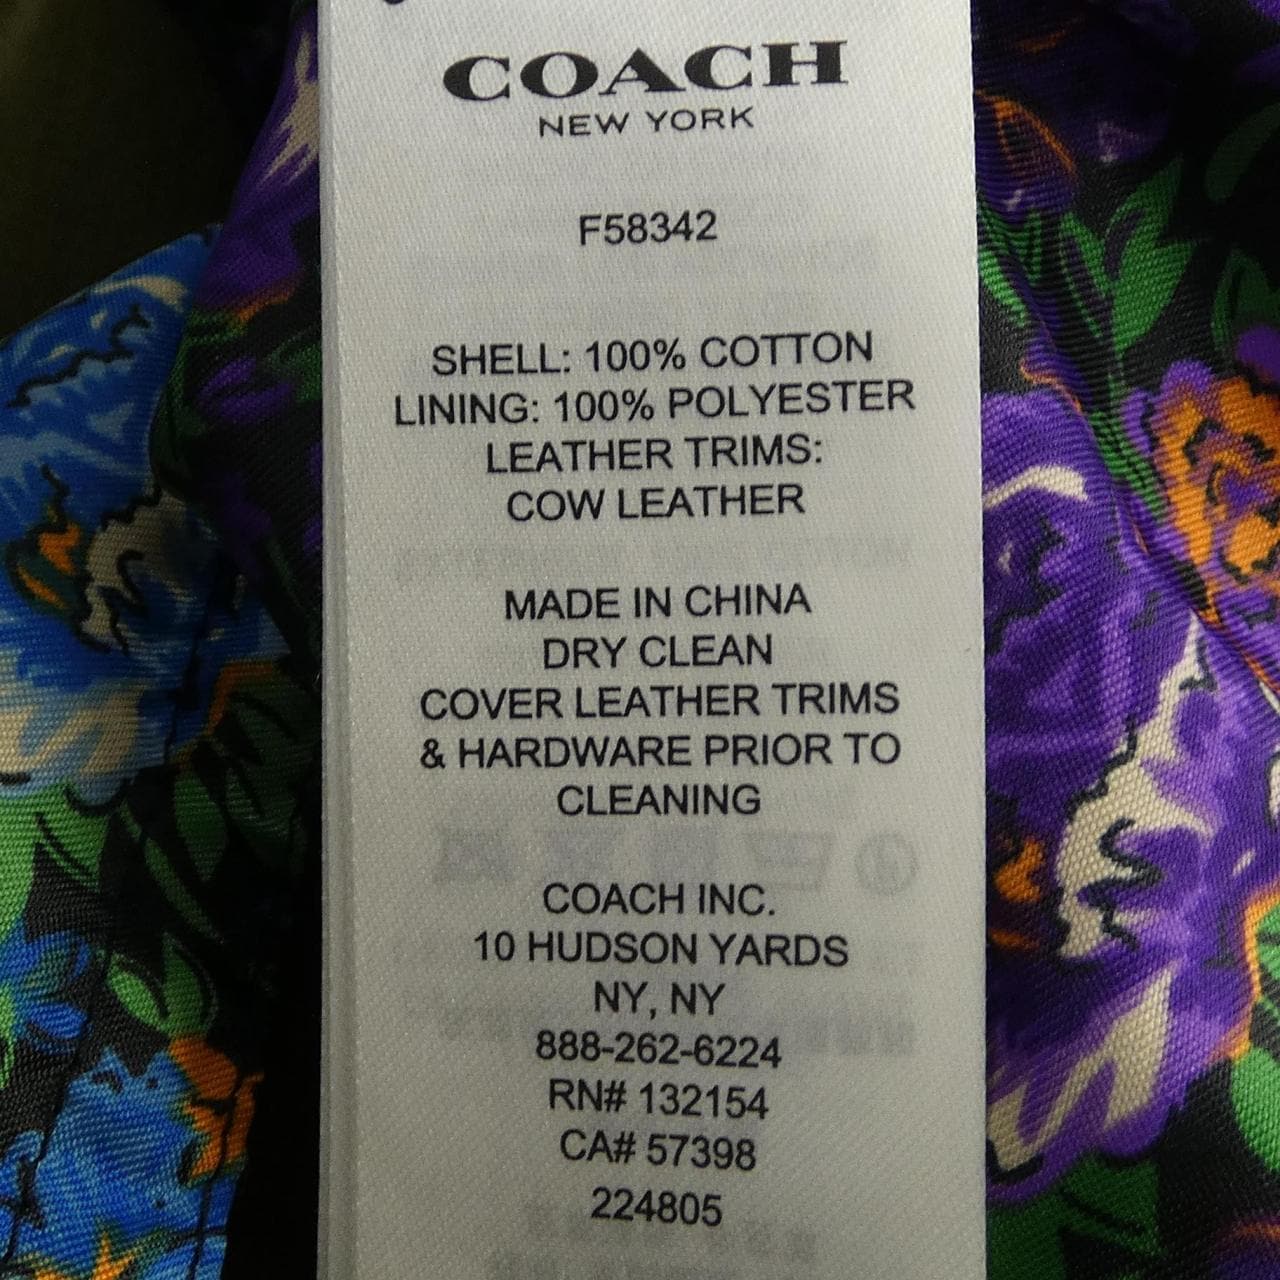 COACH
NEW YORK
F58342
SHELL: 100% COTTON
LINING: 100% POLYESTER
LEATHER TRIMS:
COW LEATHER
MADE IN CHINA
DRY CLEAN
COVER LEATHER TRIMS
& HARDWARE PRIOR TO
CLEANING
COACH INC.
10 HUDSON YARDS
NY, NY
888-262-6224
RN# 132154
CA# 57398
224805